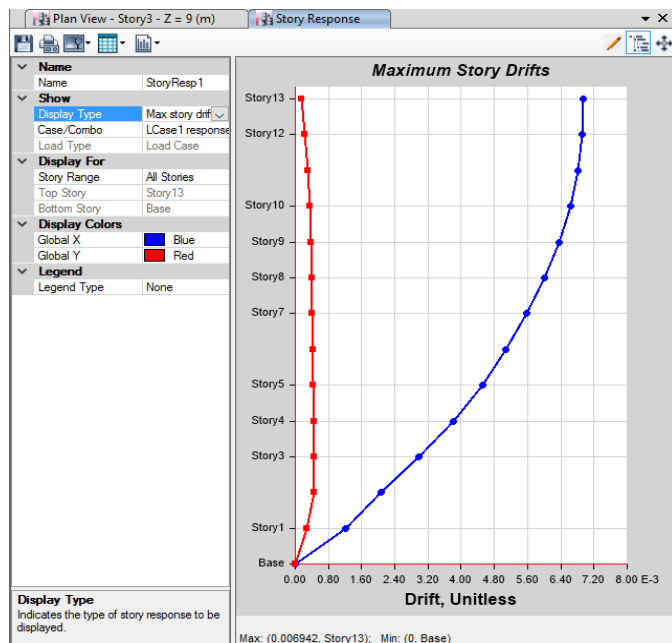 Plan View - Story3 - Z = 9 (m)
Story Response
Name
Name StoryResp1
Show
Display Type Max story drif
Case/Combo LCase1 response
Load Type Load Case
Display For
Story Range All Stories
Top Story Story13
Bottom Story Base
Display Colors
Global X Blue
Global Y Red
Legend
Legend Type None
Display Type
Indicates the type of story response to be
displayed.
Maximum Story Drifts
Story13
Story12
Story10
Story9
Story8
Story7
Story5
Story4
Story3
Story1
Base
0.00 0.80 1.60 2.40 3.20 4.00 4.80 5.60 6.40 7.20 8.00 E-3
Drift, Unitless
Max: (0.006942, Story13); Min: (0, Base)